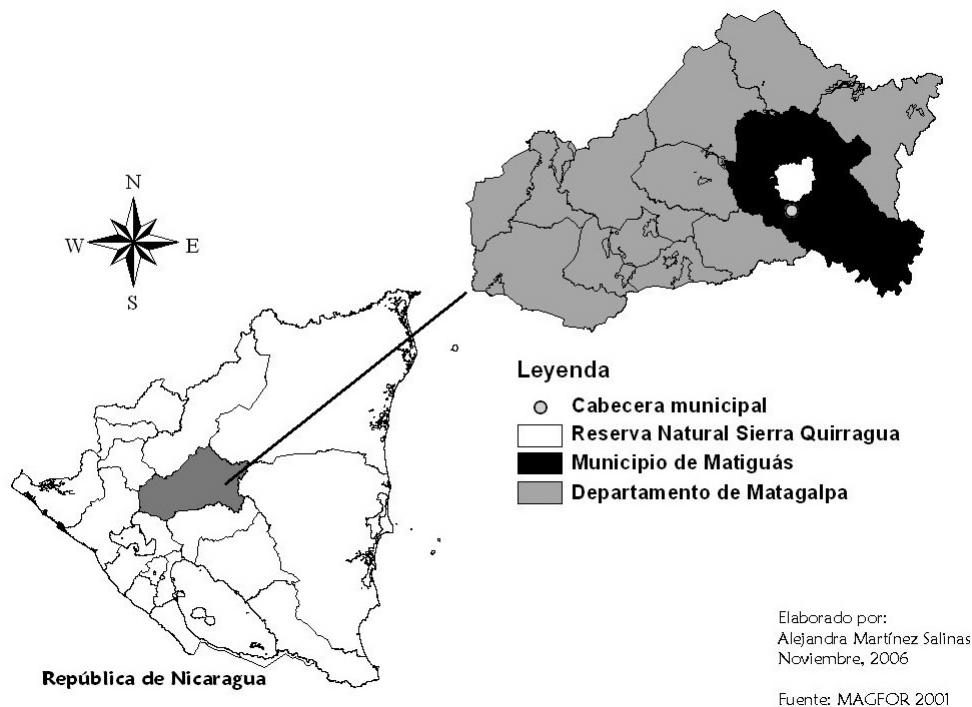 N
W E
S
Leyenda
Cabecera municipal
Reserva Natural Sierra Quirragua
Municipio de Matiguás
Departamento de Matagalpa
República de Nicaragua
Elaborado por:
Alejandra Martínez Salinas
Noviembre, 2006
Fuente: MAGFOR 2001